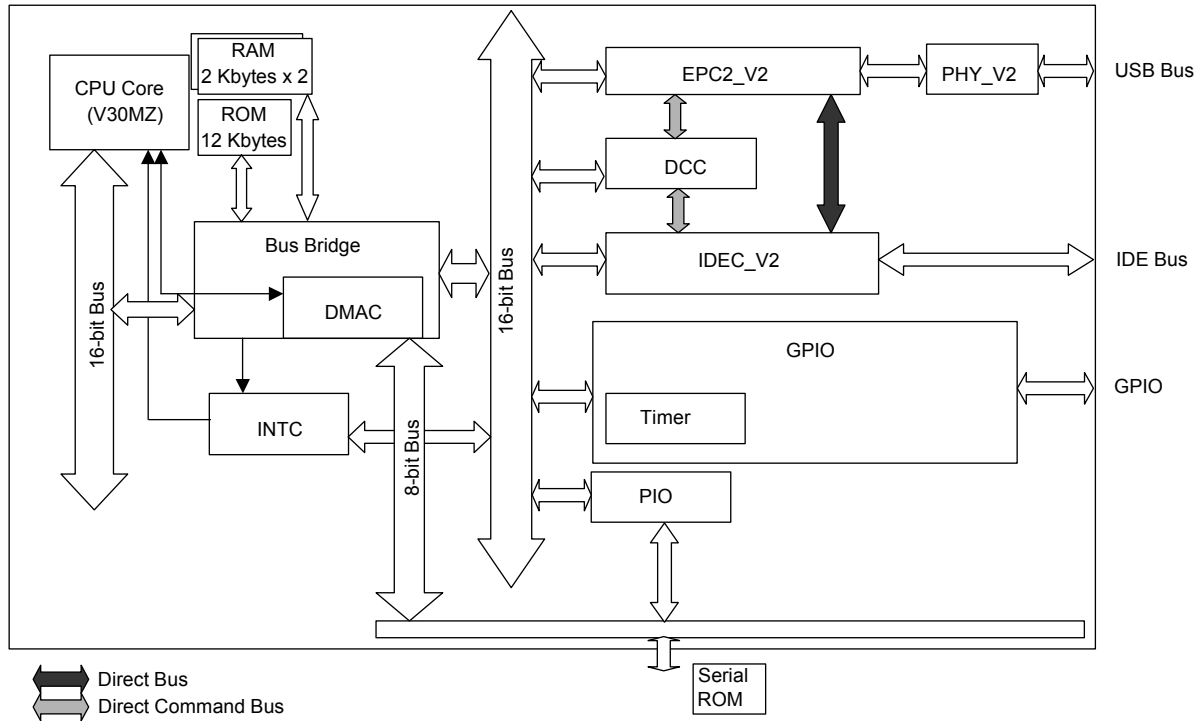 RAM
2 Kbytes x 2
CPU Core
(V30MZ)
ROM
12 Kbytes
EPC2_V2
PHY_V2
USB Bus
DCC
Bus Bridge
IDEC_V2
IDE Bus
16-bit Bus
16-bit Bus
DMAC
GPIO
GPIO
Timer
INTC
8-bit Bus
PIO
Direct Bus
Direct Command Bus
Serial
ROM